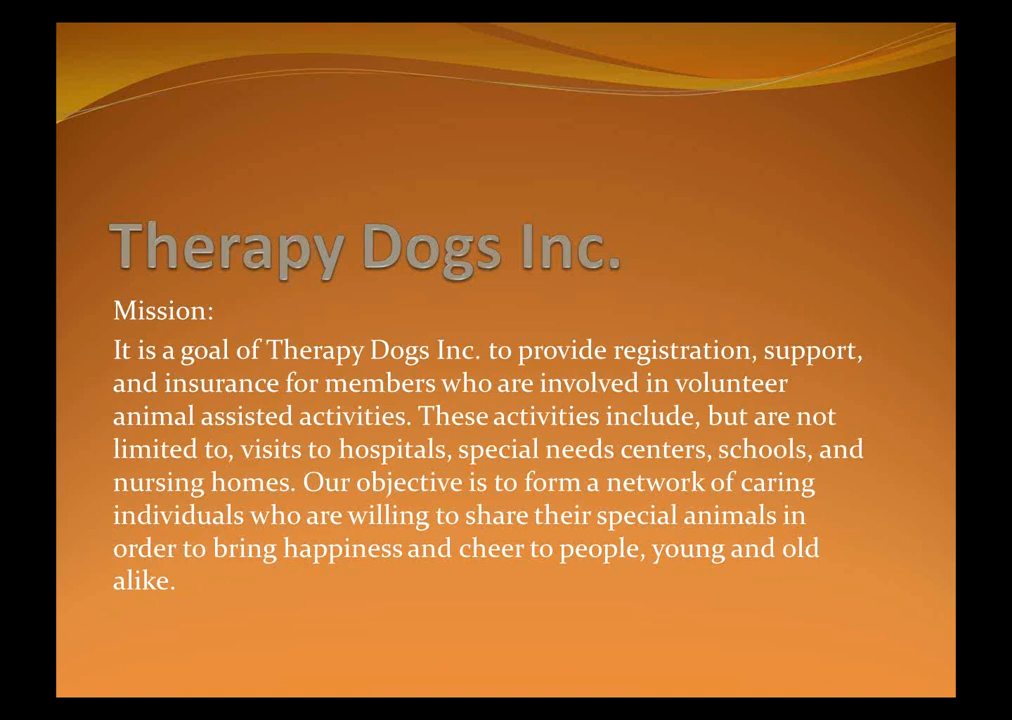 Therapy Dogs Inc.
Mission:
It is a goal of Therapy Dogs Inc. to provide registration, support,
and insurance for members who are involved in volunteer
animal assisted activities. These activities include, but are not
limited to, visits to hospitals, special needs centers, schools, and
nursing homes. Our objective is to form a network of caring
individuals who are willing to share their special animals in
order to bring happiness and cheer to people, young and old
alike.